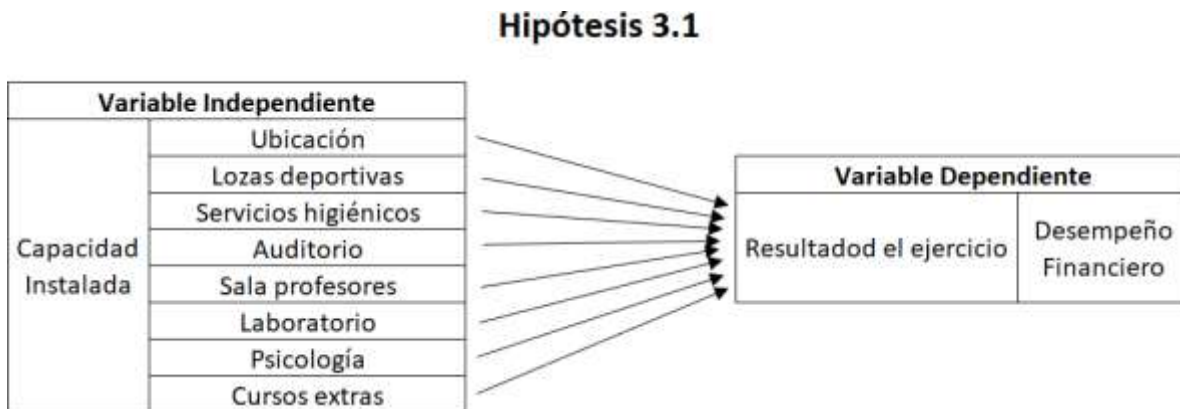 Hipótesis 3.1
Variable Independiente
Capacidad
Instalada
Ubicación
Lozas deportivas
Servicios higiénicos
Auditorio
Sala profesores
Laboratorio
Psicología
Cursos extras
Variable Dependiente
Resultadod el ejercicio
Desempeño
Financiero